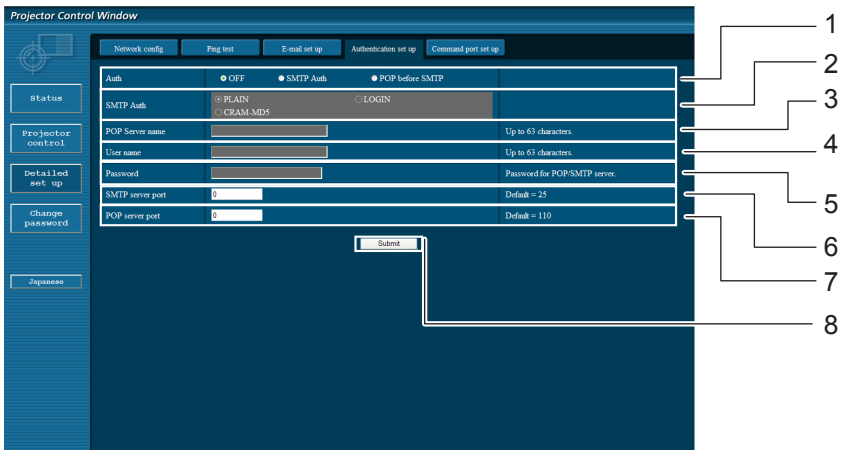 Projector Control Window
Network config Ping test E-mail set up Authentication set up Command port set up
Auth OFF SMTP Auth POP before SMTP 1
Status SMTP Auth PLAIN LOGIN 2
CRAM-MD5
Projector control POP Server name Up to 63 characters. 3
User name Up to 63 characters. 4
Detailed set up Password Password for POP/SMTP server. 5
SMTP server port 0 Default = 25 6
Change password POP server port 0 Default = 110 7
Submit 8
Japanese